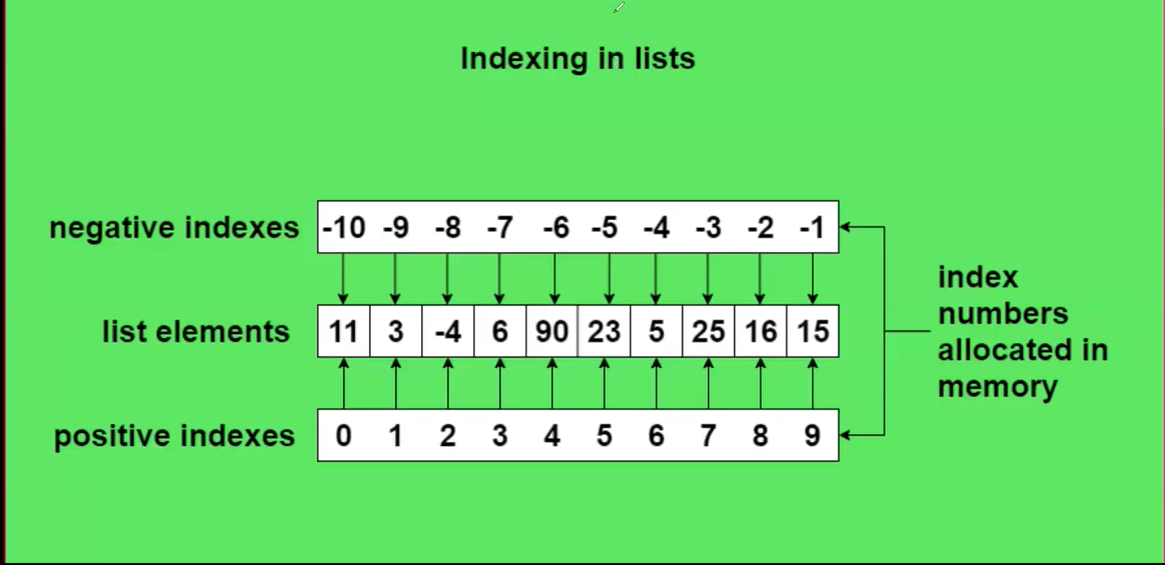 Indexing in lists
negative indexes -10 -9 -8 -7 -6 -5 -4 -3 -2 -1
list elements 11 3 -4 6 90 23 5 25 16 15
positive indexes 0 1 2 3 4 5 6 7 8 9
index
numbers
allocated in
memory